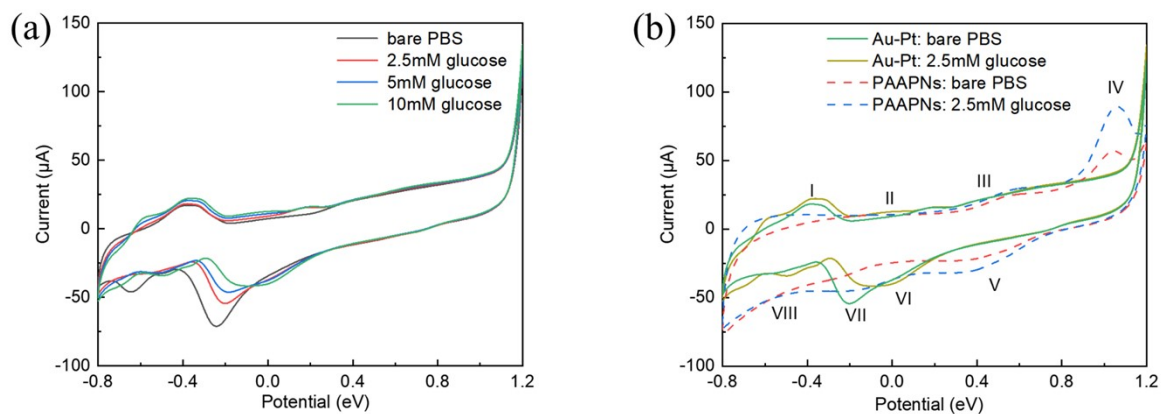 (a)
150
100
50
0
-50
-100
Current (μA)
bare PBS
2.5mM glucose
5mM glucose
10mM glucose
-0.8
-0.4
0.0
0.4
0.8
1.2
Potential (eV)
(b)
150
100
50
0
-50
-100
Current (μA)
Au-Pt: bare PBS
Au-Pt: 2.5mM glucose
PAAPNs: bare PBS
PAAPNs: 2.5mM glucose
I
II
III
IV
V
VI
VII
VIII
-0.8
-0.4
0.0
0.4
0.8
1.2
Potential (eV)